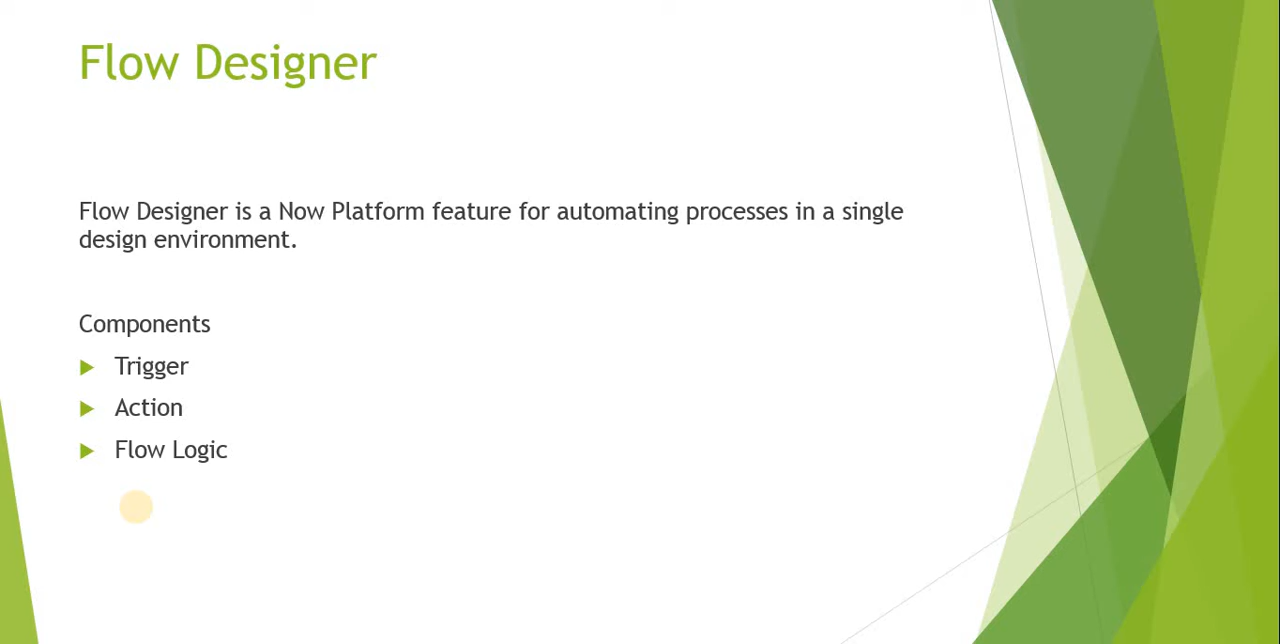 Flow Designer
Flow Designer is a Now Platform feature for automating processes in a single
design environment.
Components
Trigger
Action
Flow Logic